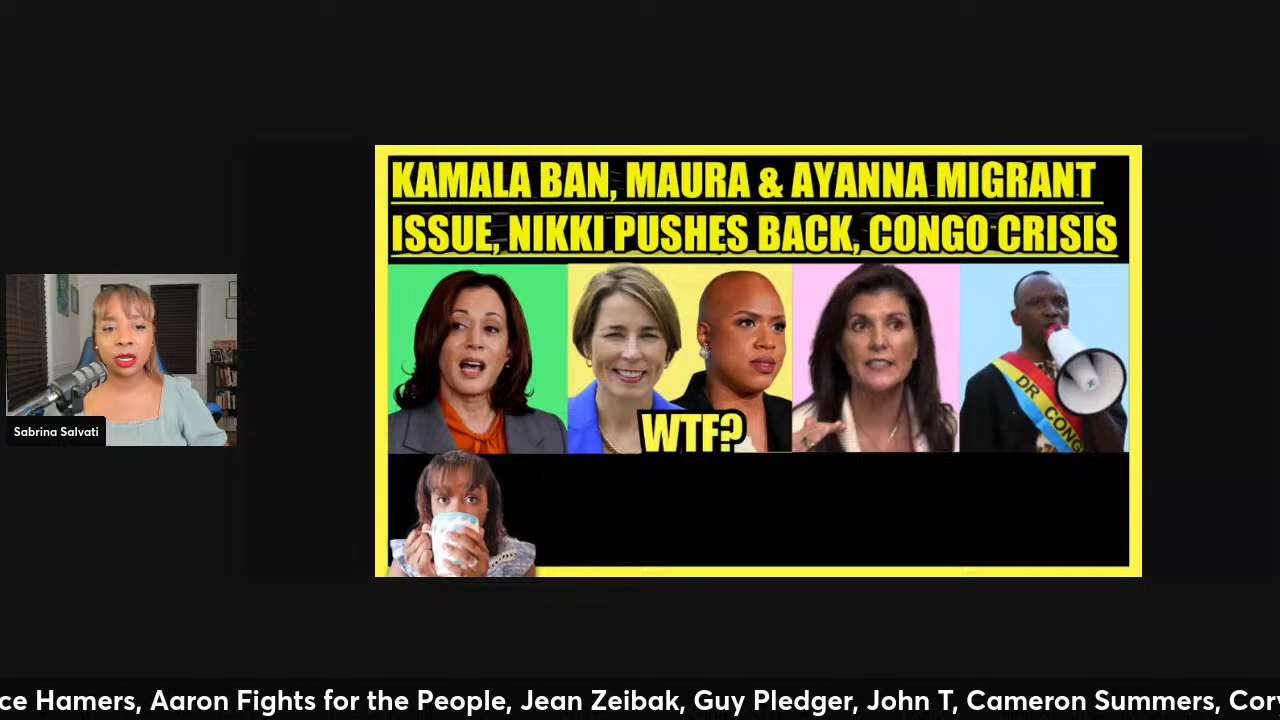 KAMALA BAN, MAURA & AYANNA MIGRANT
ISSUE, NIKKI PUSHES BACK, CONGO CRISIS
WTF?
DR CONG
Sabrina Salvati
ce Hamers, Aaron Fights for the People, Jean Zeibak, Guy Pledger, John T, Cameron Summers, Cor